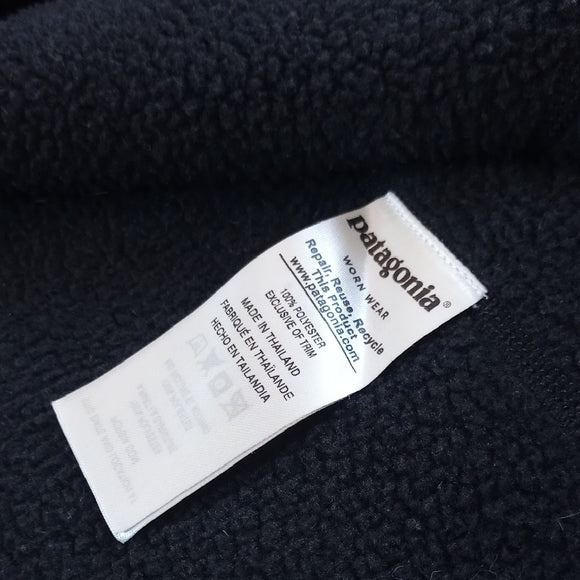 patagonia®
WORN WEAR
Repair, Reuse, Recycle
This Product
www.patagonia.com
100% POLYESTER
EXCLUSIVE OF TRIM
MADE IN THAILAND
FABRIQUÉ EN THAÏLANDE
HECHO EN TAILANDIA